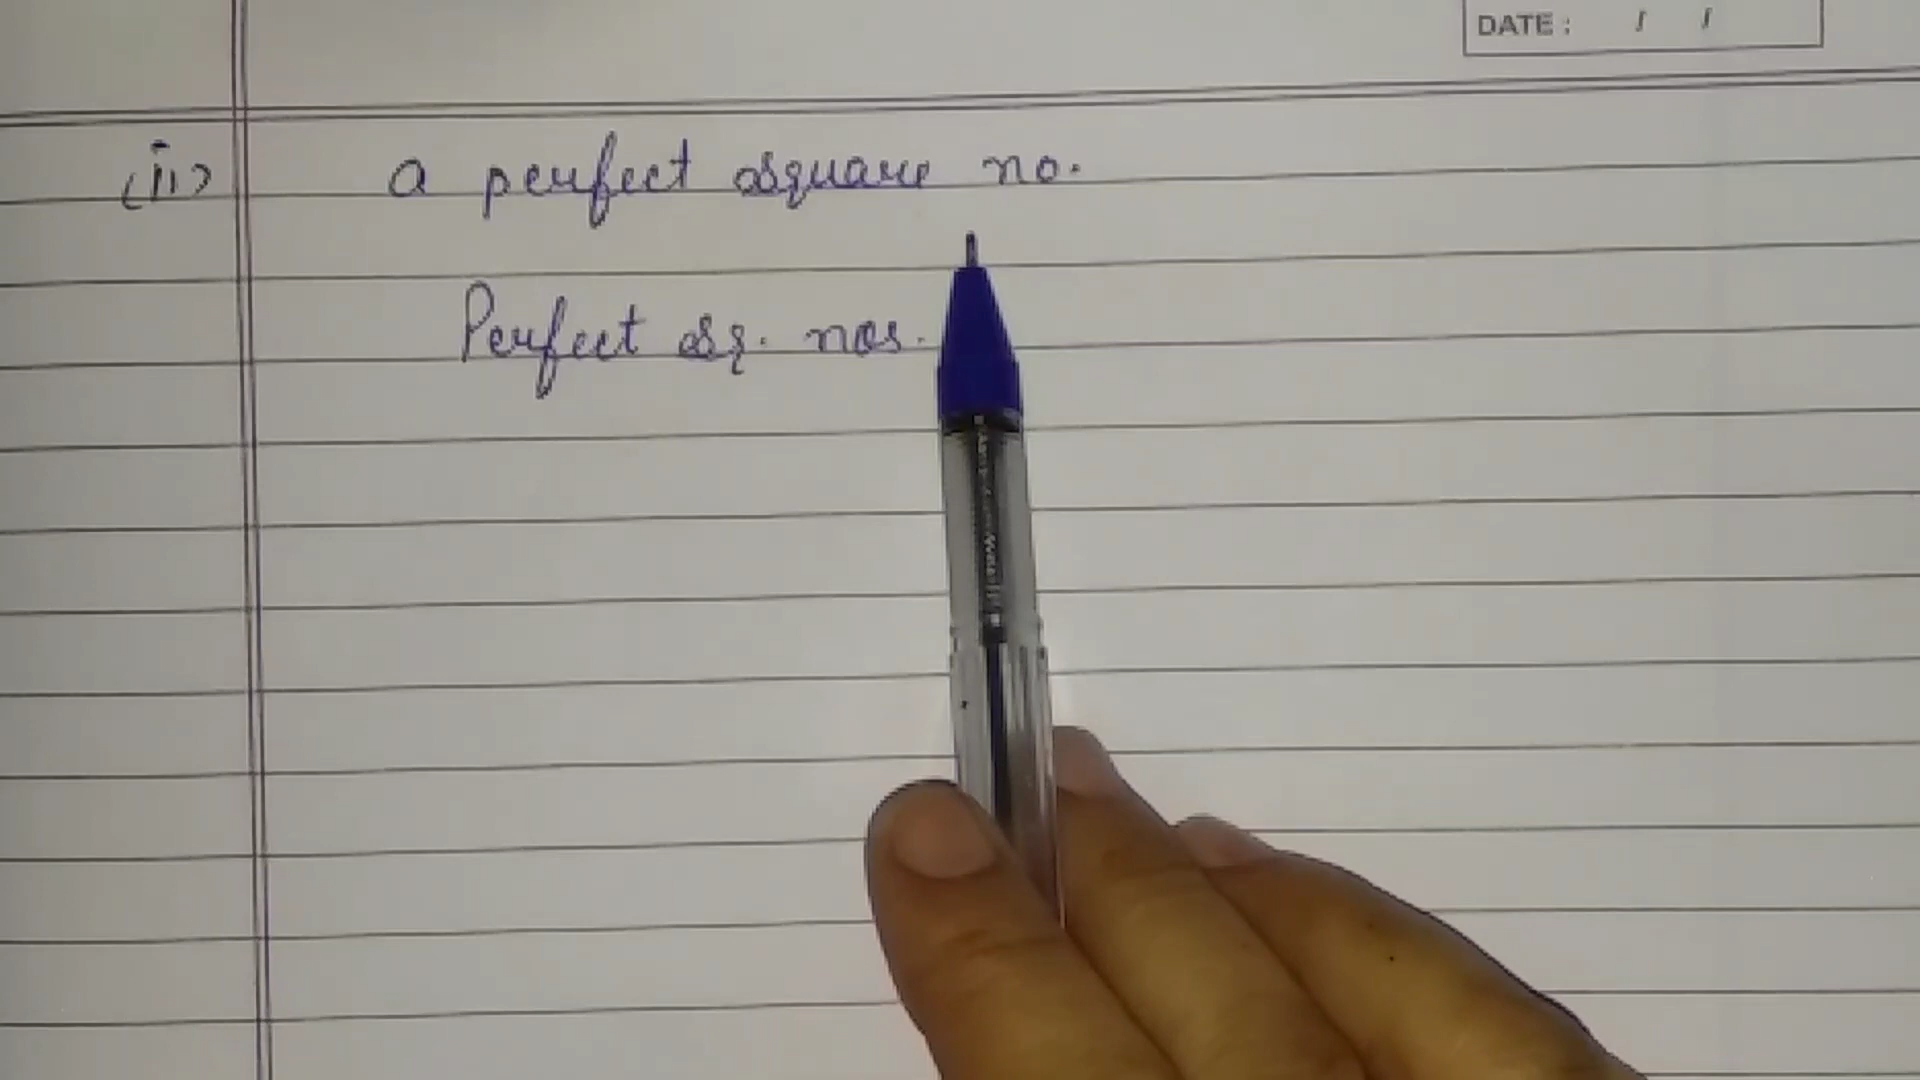 DATE : / /
(ii) a perfect square no.
Perfect sq. nos.